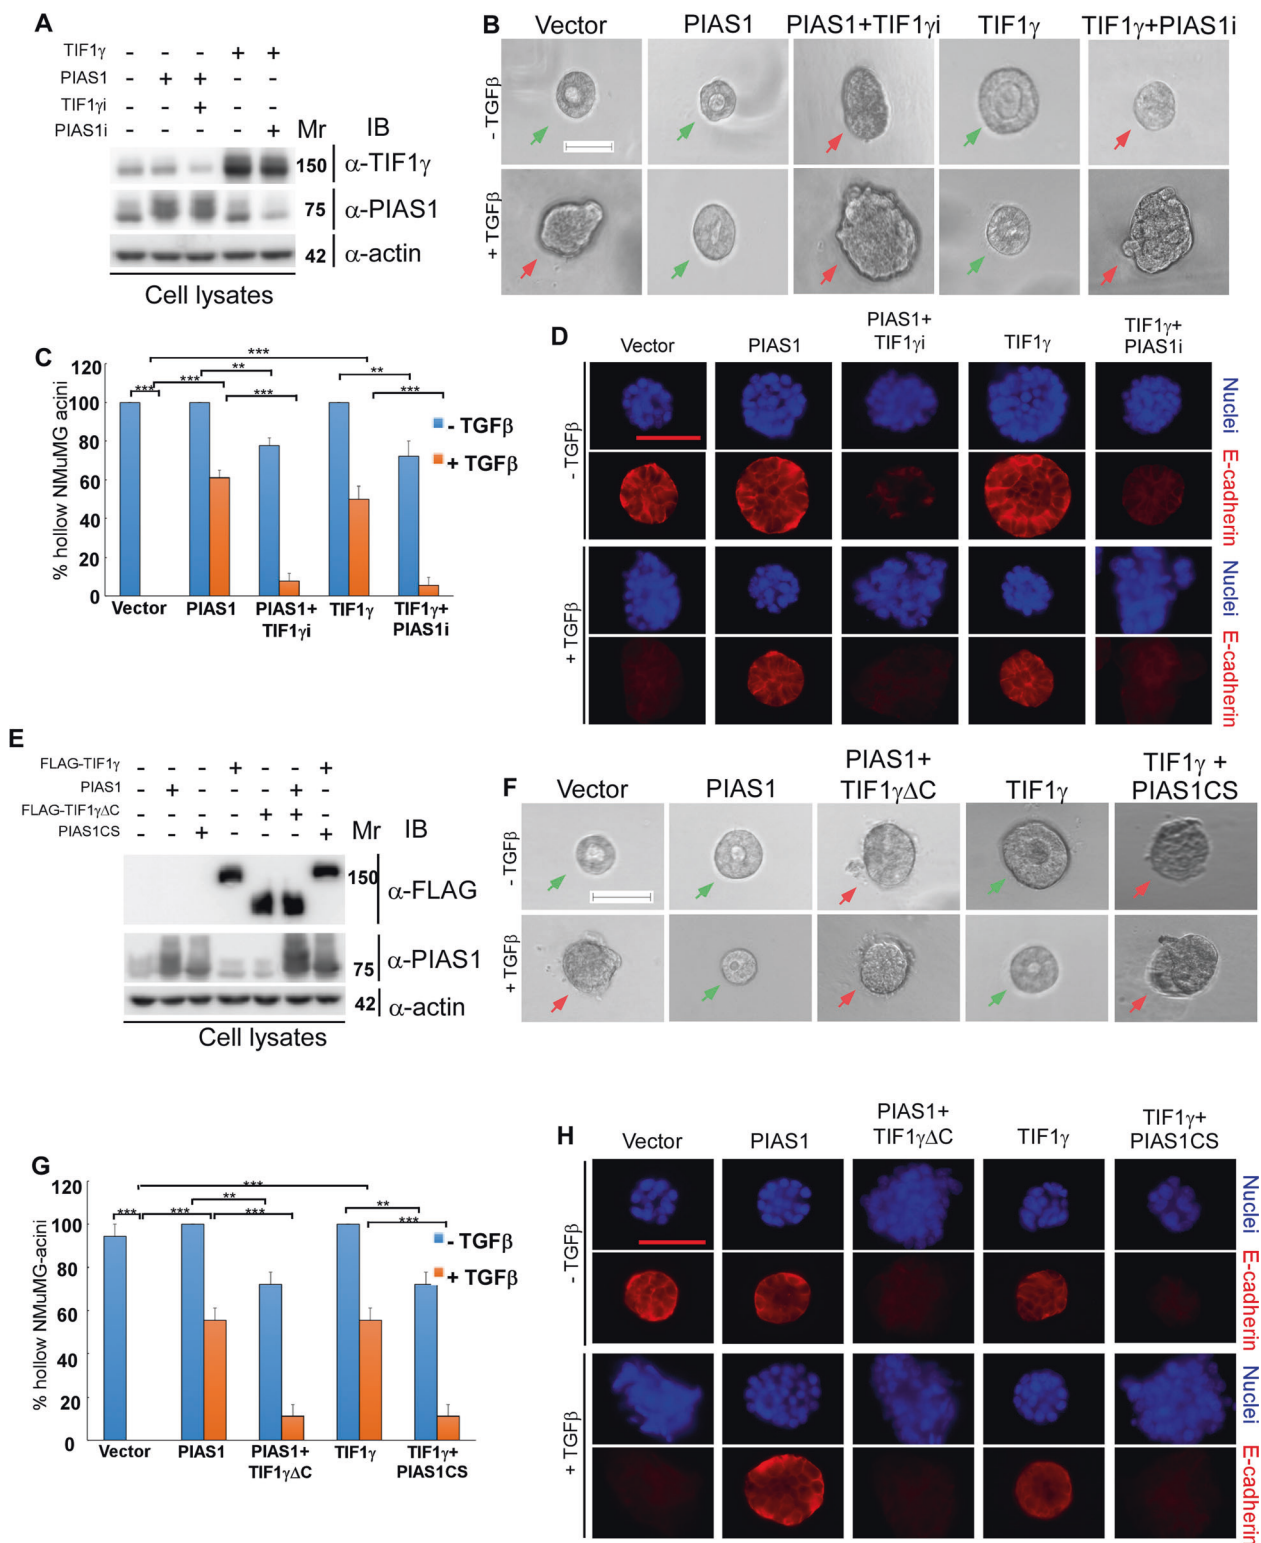 A
TIF1γ - - - + +
PIAS1 - + + - -
TIF1γi - - + - -
PIAS1i - - - - +
Mr IB
150 α-TIF1γ
75 α-PIAS1
42 α-actin
Cell lysates
B
Vector PIAS1 PIAS1+TIF1γi TIF1γ TIF1γ+PIAS1i
- TGFβ
+ TGFβ
C
% hollow NMuMG acini
120
100
80
60
40
20
0
***
**
**
***
***
***
***
- TGFβ
+ TGFβ
Vector PIAS1 PIAS1+ TIF1γ TIF1γ+
TIF1γi PIAS1i
D
PIAS1+ TIF1γ+
Vector PIAS1 TIF1γi TIF1γ PIAS1i
- TGFβ
+ TGFβ
Nuclei
E-cadherin
Nuclei
E-cadherin
E
FLAG-TIF1γ - - - + - - +
PIAS1 - + - - - + -
FLAG-TIF1γΔC - - - - + + -
PIAS1CS - - + - - - +
Mr IB
150 α-FLAG
75 α-PIAS1
42 α-actin
Cell lysates
F
PIAS1+ TIF1γ +
Vector PIAS1 TIF1γΔC TIF1γ PIAS1CS
- TGFβ
+ TGFβ
G
% hollow NMuMG-acini
120
100
80
60
40
20
0
***
**
**
***
***
***
***
- TGFβ
+ TGFβ
Vector PIAS1 PIAS1+ TIF1γ TIF1γ+
TIF1γΔC PIAS1CS
H
PIAS1+ TIF1γ+
Vector PIAS1 TIF1γΔC TIF1γ PIAS1CS
- TGFβ
+ TGFβ
Nuclei
E-cadherin
Nuclei
E-cadherin